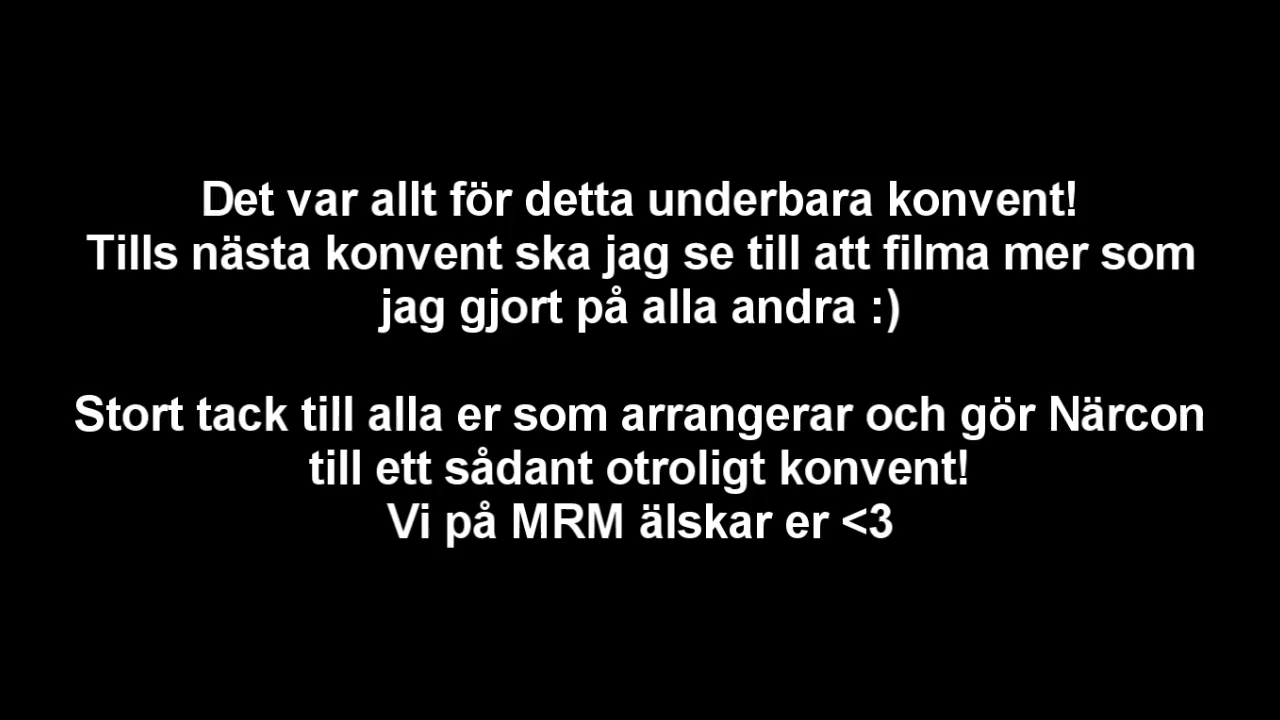 Det var allt för detta underbara konvent!
Tills nästa konvent ska jag se till att filma mer som
jag gjort på alla andra :)
Stort tack till alla er som arrangerar och gör Närcon
till ett sådant otroligt konvent!
Vi på MRM älskar er <3